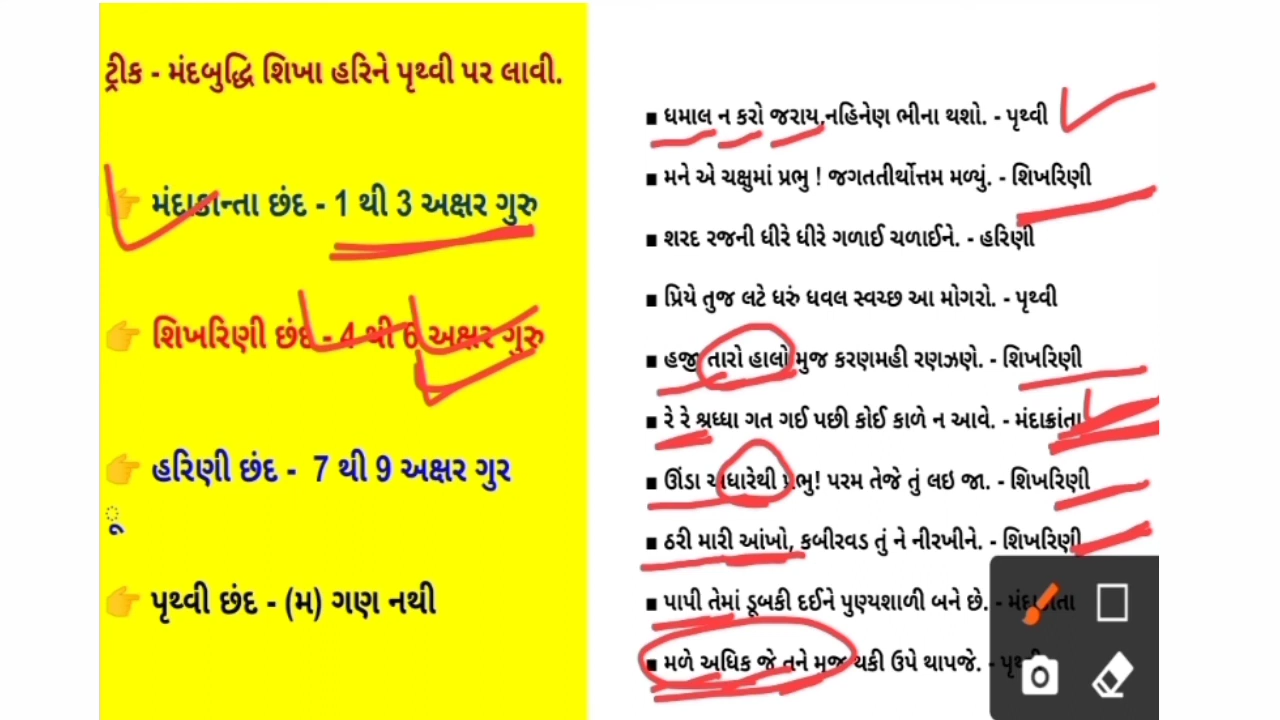 ટ્રીક - મંદબુદ્ધિ શિખા હરિને પૃથ્વી પર લાવી.
👉 મંદાક્રાન્તા છંદ - 1 થી 3 અક્ષર ગુરુ
👉 શિખરિણી છંદ - 4 થી 6 અક્ષર ગુરુ
👉 હરિણી છંદ - 7 થી 9 અક્ષર ગુર
ૂ
👉 પૃથ્વી છંદ - (મ) ગણ નથી
▪ ધમાલ ન કરો જરાય,નહિનેણ ભીના થશો. - પૃથ્વી
▪ મને એ ચક્ષુમાં પ્રભુ ! જગતતીર્થોત્તમ મળ્યું. - શિખરિણી
▪ શરદ રજની ધીરે ધીરે ગળાઈ ચળાઈને. - હરિણી
▪ પ્રિયે તુજ લટે ધરું ધવલ સ્વચ્છ આ મોગરો. - પૃથ્વી
▪ હજી તારો હાલો મુજ કરણમહી રણઝણે. - શિખરિણી
▪ રે રે શ્રધ્ધા ગત ગઈ પછી કોઈ કાળે ન આવે. - મંદાક્રાંતા
▪ ઊંડા અંધારેથી પ્રભુ! પરમ તેજે તું લઇ જા. - શિખરિણી
▪ ઠરી મારી આંખો, કબીરવડ તું ને નીરખીને. - શિખરિણી
▪ પાપી તેમાં ડૂબકી દઈને પુણ્યશાળી બને છે. - મંદાક્રાંતા
▪ મળે અધિક જે તને મુજ થકી ઉપે થાપજે. - પૃથ્વી